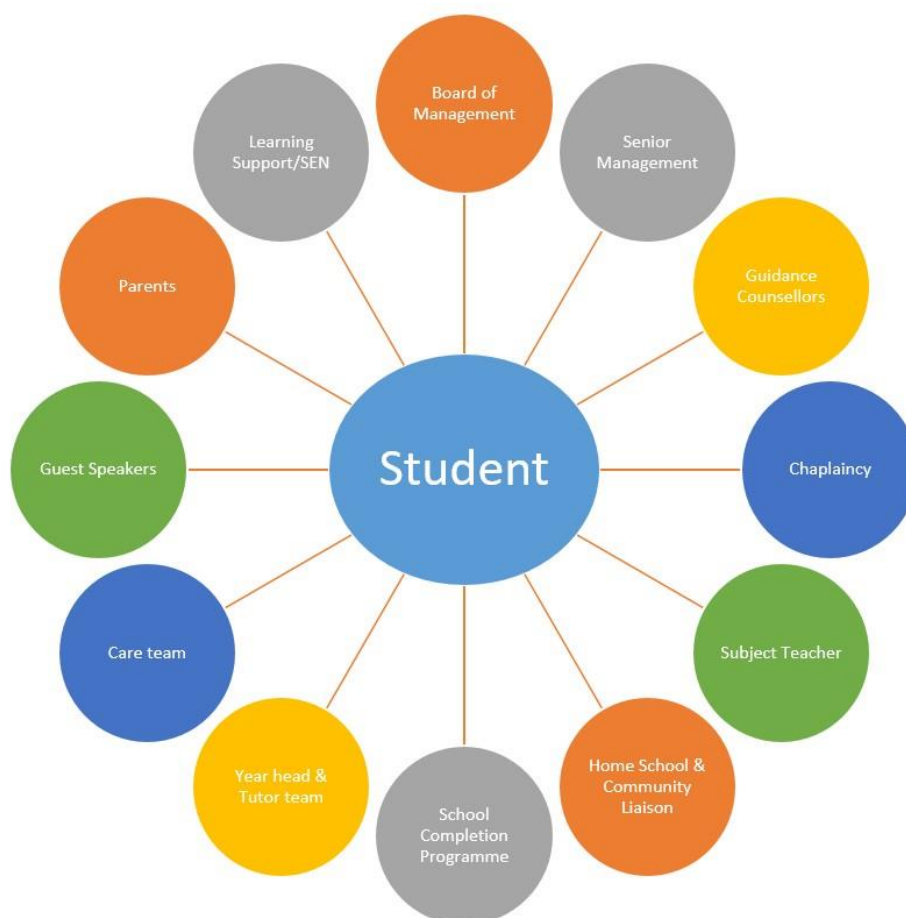 Board of
Management
Senior
Management
Guidance
Counsellors
Chaplaincy
Subject Teacher
Home School &
Community
Liaison
School
Completion
Programme
Year head &
Tutor team
Care team
Guest Speakers
Parents
Learning
Support/SEN
Student